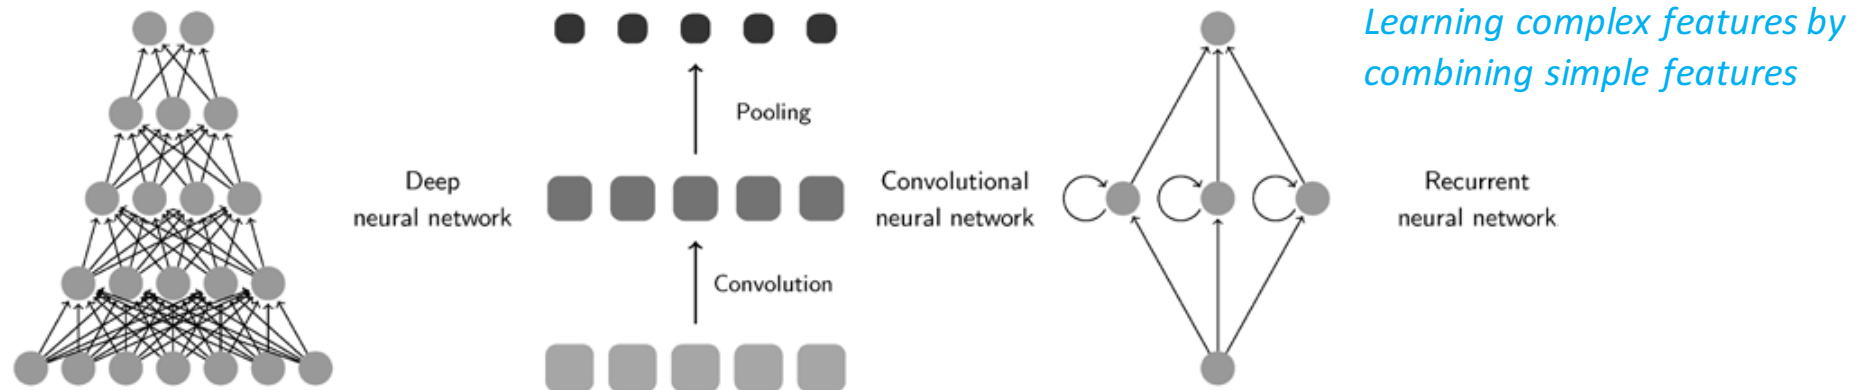 Learning complex features by
combining simple features
Pooling
Deep
neural network
Convolutional
neural network
Recurrent
neural network
Convolution